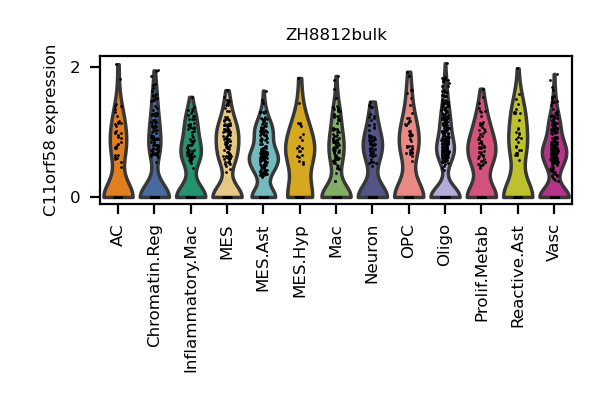 ZH8812bulk
C11orf58 expression
2
0
AC
Chromatin.Reg
Inflammatory.Mac
MES
MES.Ast
MES.Hyp
Mac
Neuron
OPC
Oligo
Prolif.Metab
Reactive.Ast
Vasc